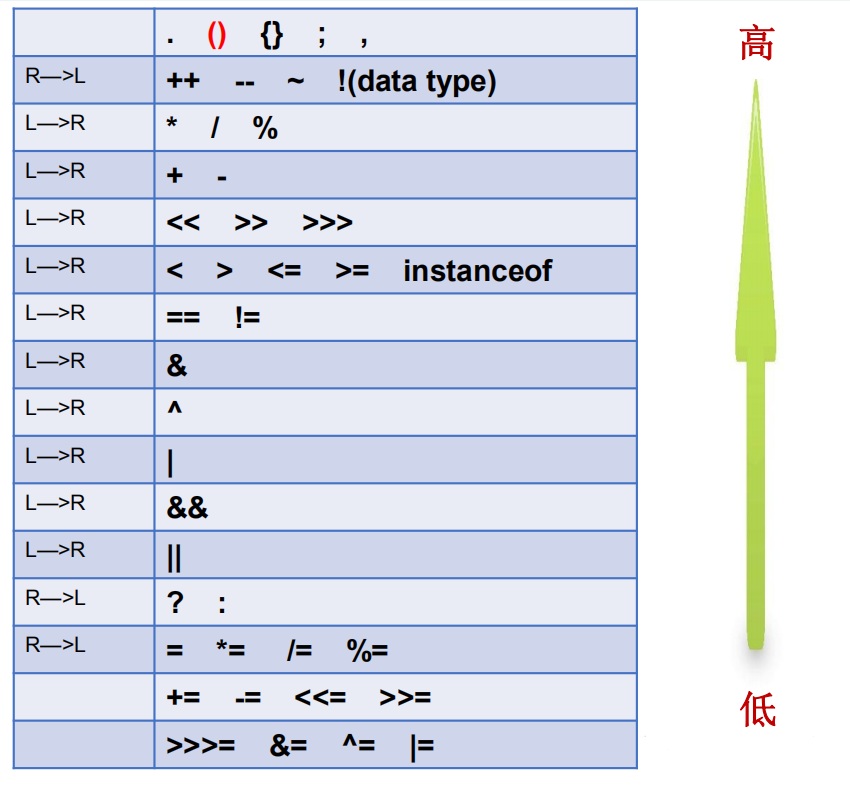 . () {} ; ,
高
R—>L ++ -- ~ !(data type)
L—>R * / %
L—>R + -
L—>R << >> >>>
L—>R < > <= >= instanceof
L—>R == !=
L—>R &
L—>R ^
L—>R |
L—>R &&
L—>R ||
R—>L ? :
R—>L = *= /= %=
+= -= <<= >>=
低
>>>= &= ^= |=